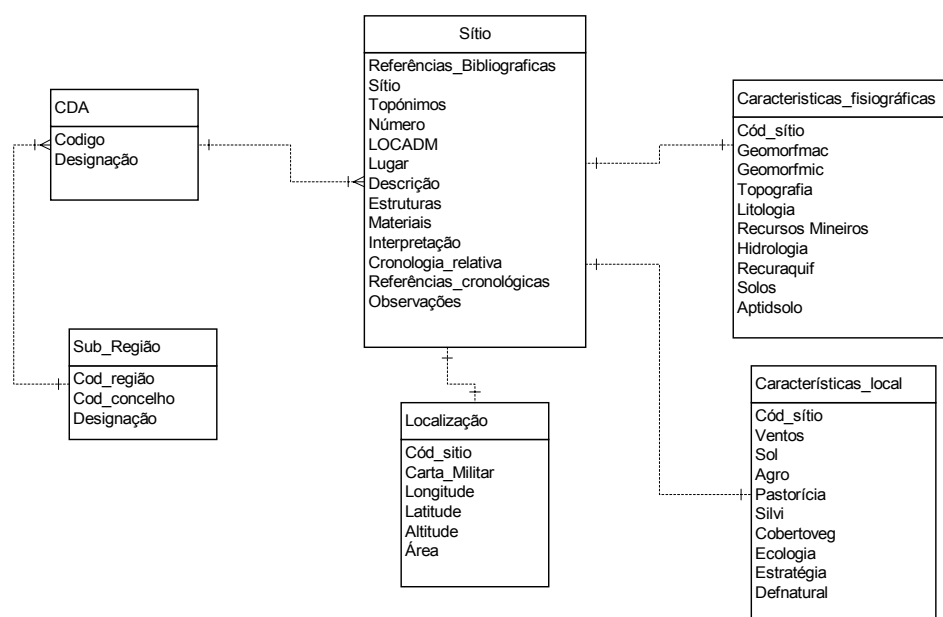 Sítio
Referências_Bibliograficas
Sítio
Topónimos
Número
LOCADM
Lugar
Descrição
Estruturas
Materiais
Interpretação
Cronologia_relativa
Referências_cronológicas
Observações
CDA
Codigo
Designação
Sub_Região
Cod_região
Cod_concelho
Designação
Localização
Cód_sitio
Carta_Militar
Longitude
Latitude
Altitude
Área
Caracteristicas_fisiográficas
Cód_sítio
Geomorfmac
Geomorfmic
Topografia
Litologia
Recursos Mineiros
Hidrologia
Recuraquif
Solos
Aptidsolo
Característícas_local
Cód_sítio
Ventos
Sol
Agro
Pastorícia
Silvi
Cobertoveg
Ecologia
Estratégia
Defnatural